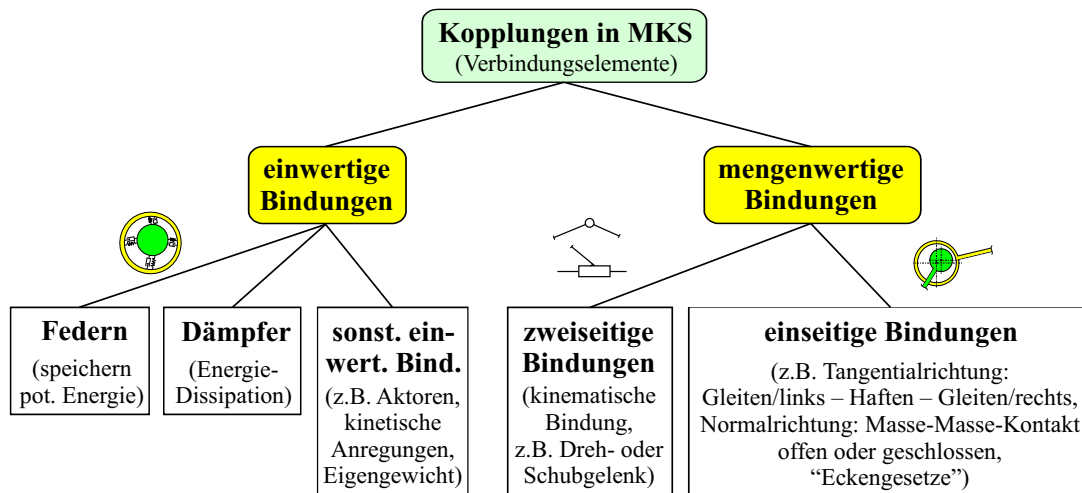 Kopplungen in MKS
(Verbindungselemente)
einwertige
Bindungen
mengenwertige
Bindungen
Federn
(speichern
pot. Energie)
Dämpfer
(Energie-
Dissipation)
sonst. ein-
wert. Bind.
(z.B. Aktoren,
kinetische
Anregungen,
Eigengewicht)
zweiseitige
Bindungen
(kinematische
Bindung,
z.B. Dreh- oder
Schubgelenk)
einseitige Bindungen
(z.B. Tangentialrichtung:
Gleiten/links – Haften – Gleiten/rechts,
Normalrichtung: Masse-Masse-Kontakt
offen oder geschlossen,
“Eckengesetze”)